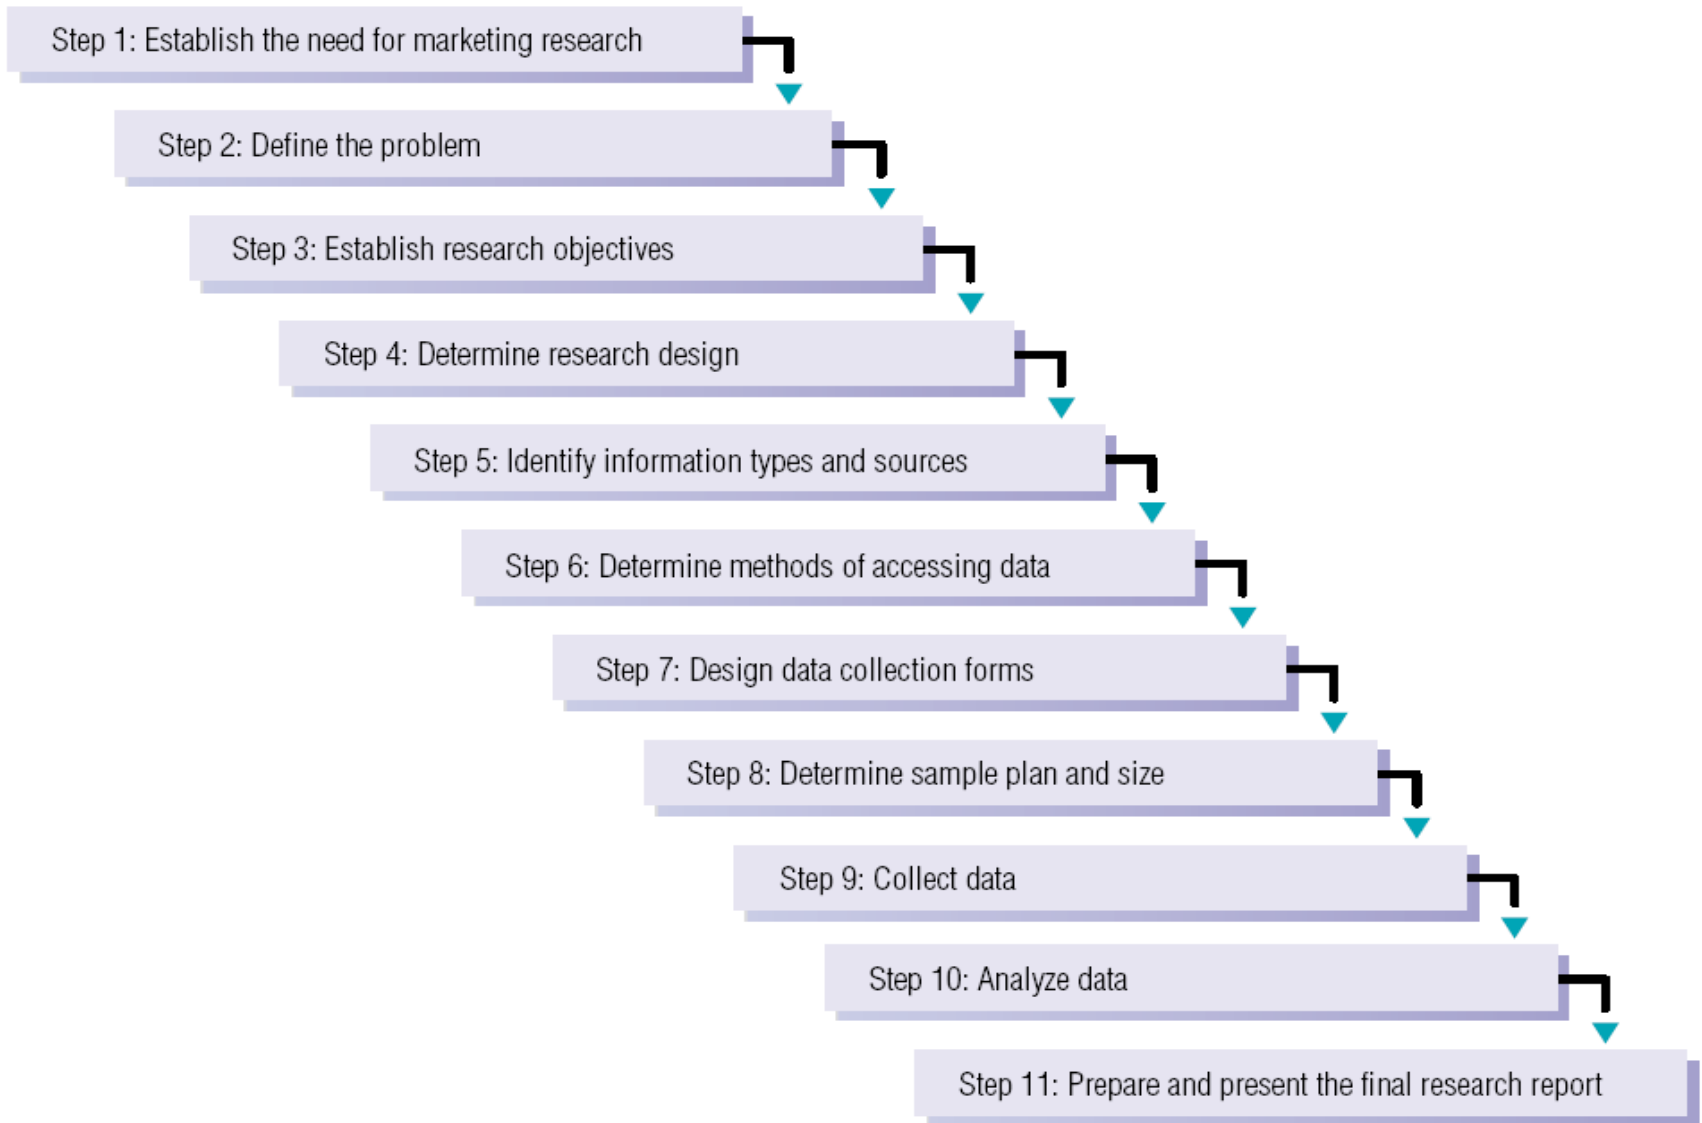 Step 1: Establish the need for marketing research
Step 2: Define the problem
Step 3: Establish research objectives
Step 4: Determine research design
Step 5: Identify information types and sources
Step 6: Determine methods of accessing data
Step 7: Design data collection forms
Step 8: Determine sample plan and size
Step 9: Collect data
Step 10: Analyze data
Step 11: Prepare and present the final research report